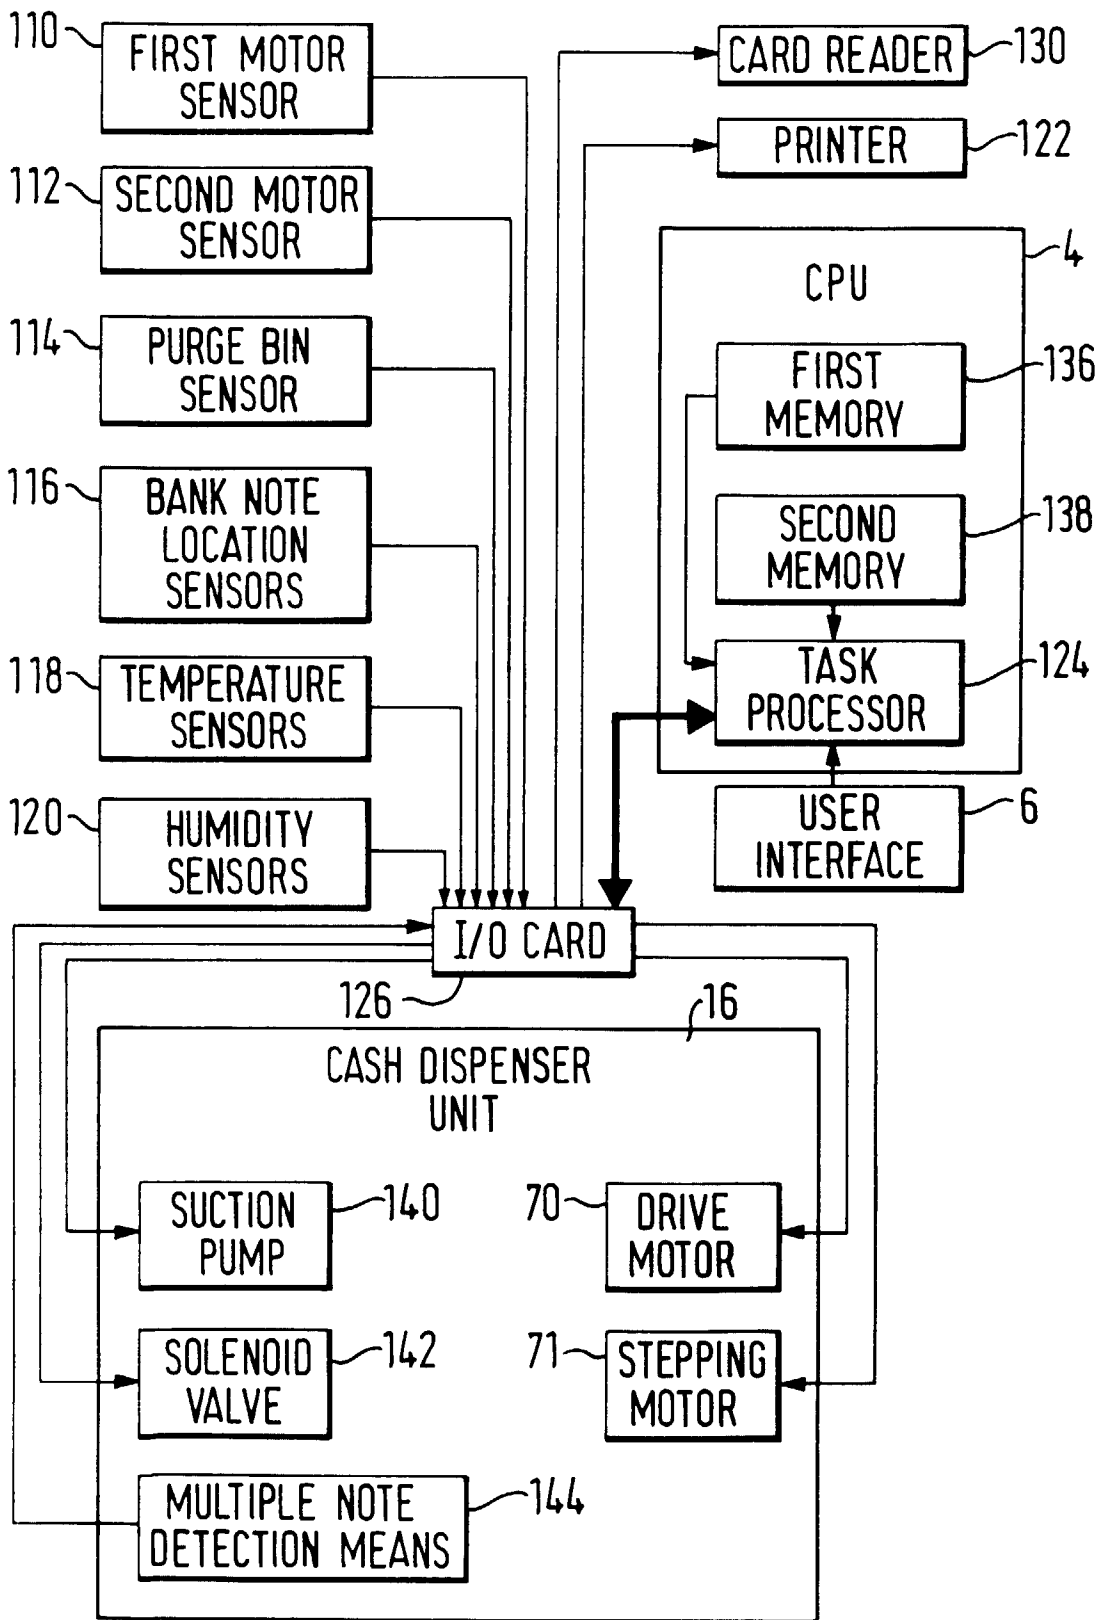 110
FIRST MOTOR
SENSOR
112
SECOND MOTOR
SENSOR
114
PURGE BIN
SENSOR
116
BANK NOTE
LOCATION
SENSORS
118
TEMPERATURE
SENSORS
120
HUMIDITY
SENSORS
CARD READER
130
PRINTER
122
4
CPU
FIRST
MEMORY
136
SECOND
MEMORY
138
TASK
PROCESSOR
124
USER
INTERFACE
6
I/O CARD
126
16
CASH DISPENSER
UNIT
SUCTION
PUMP
140
70
DRIVE
MOTOR
SOLENOID
VALVE
142
71
STEPPING
MOTOR
MULTIPLE NOTE
DETECTION MEANS
144